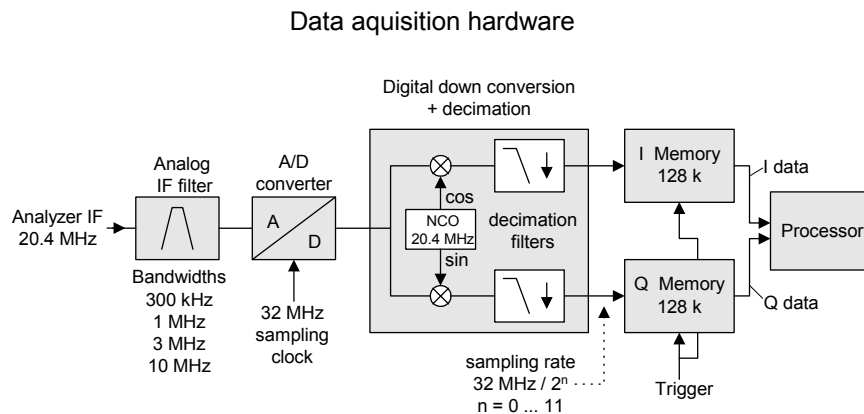 Data aquisition hardware
Digital down conversion
+ decimation
Analog
IF filter
A/D
converter
Analyzer IF
20.4 MHz
A
D
cos
NCO
20.4 MHz
sin
decimation
filters
I Memory
128 k
I data
Processor
Q Memory
128 k
Q data
Bandwidths
300 kHz
1 MHz
3 MHz
10 MHz
32 MHz
sampling
clock
sampling rate
32 MHz / 2ⁿ
n = 0 ... 11
Trigger